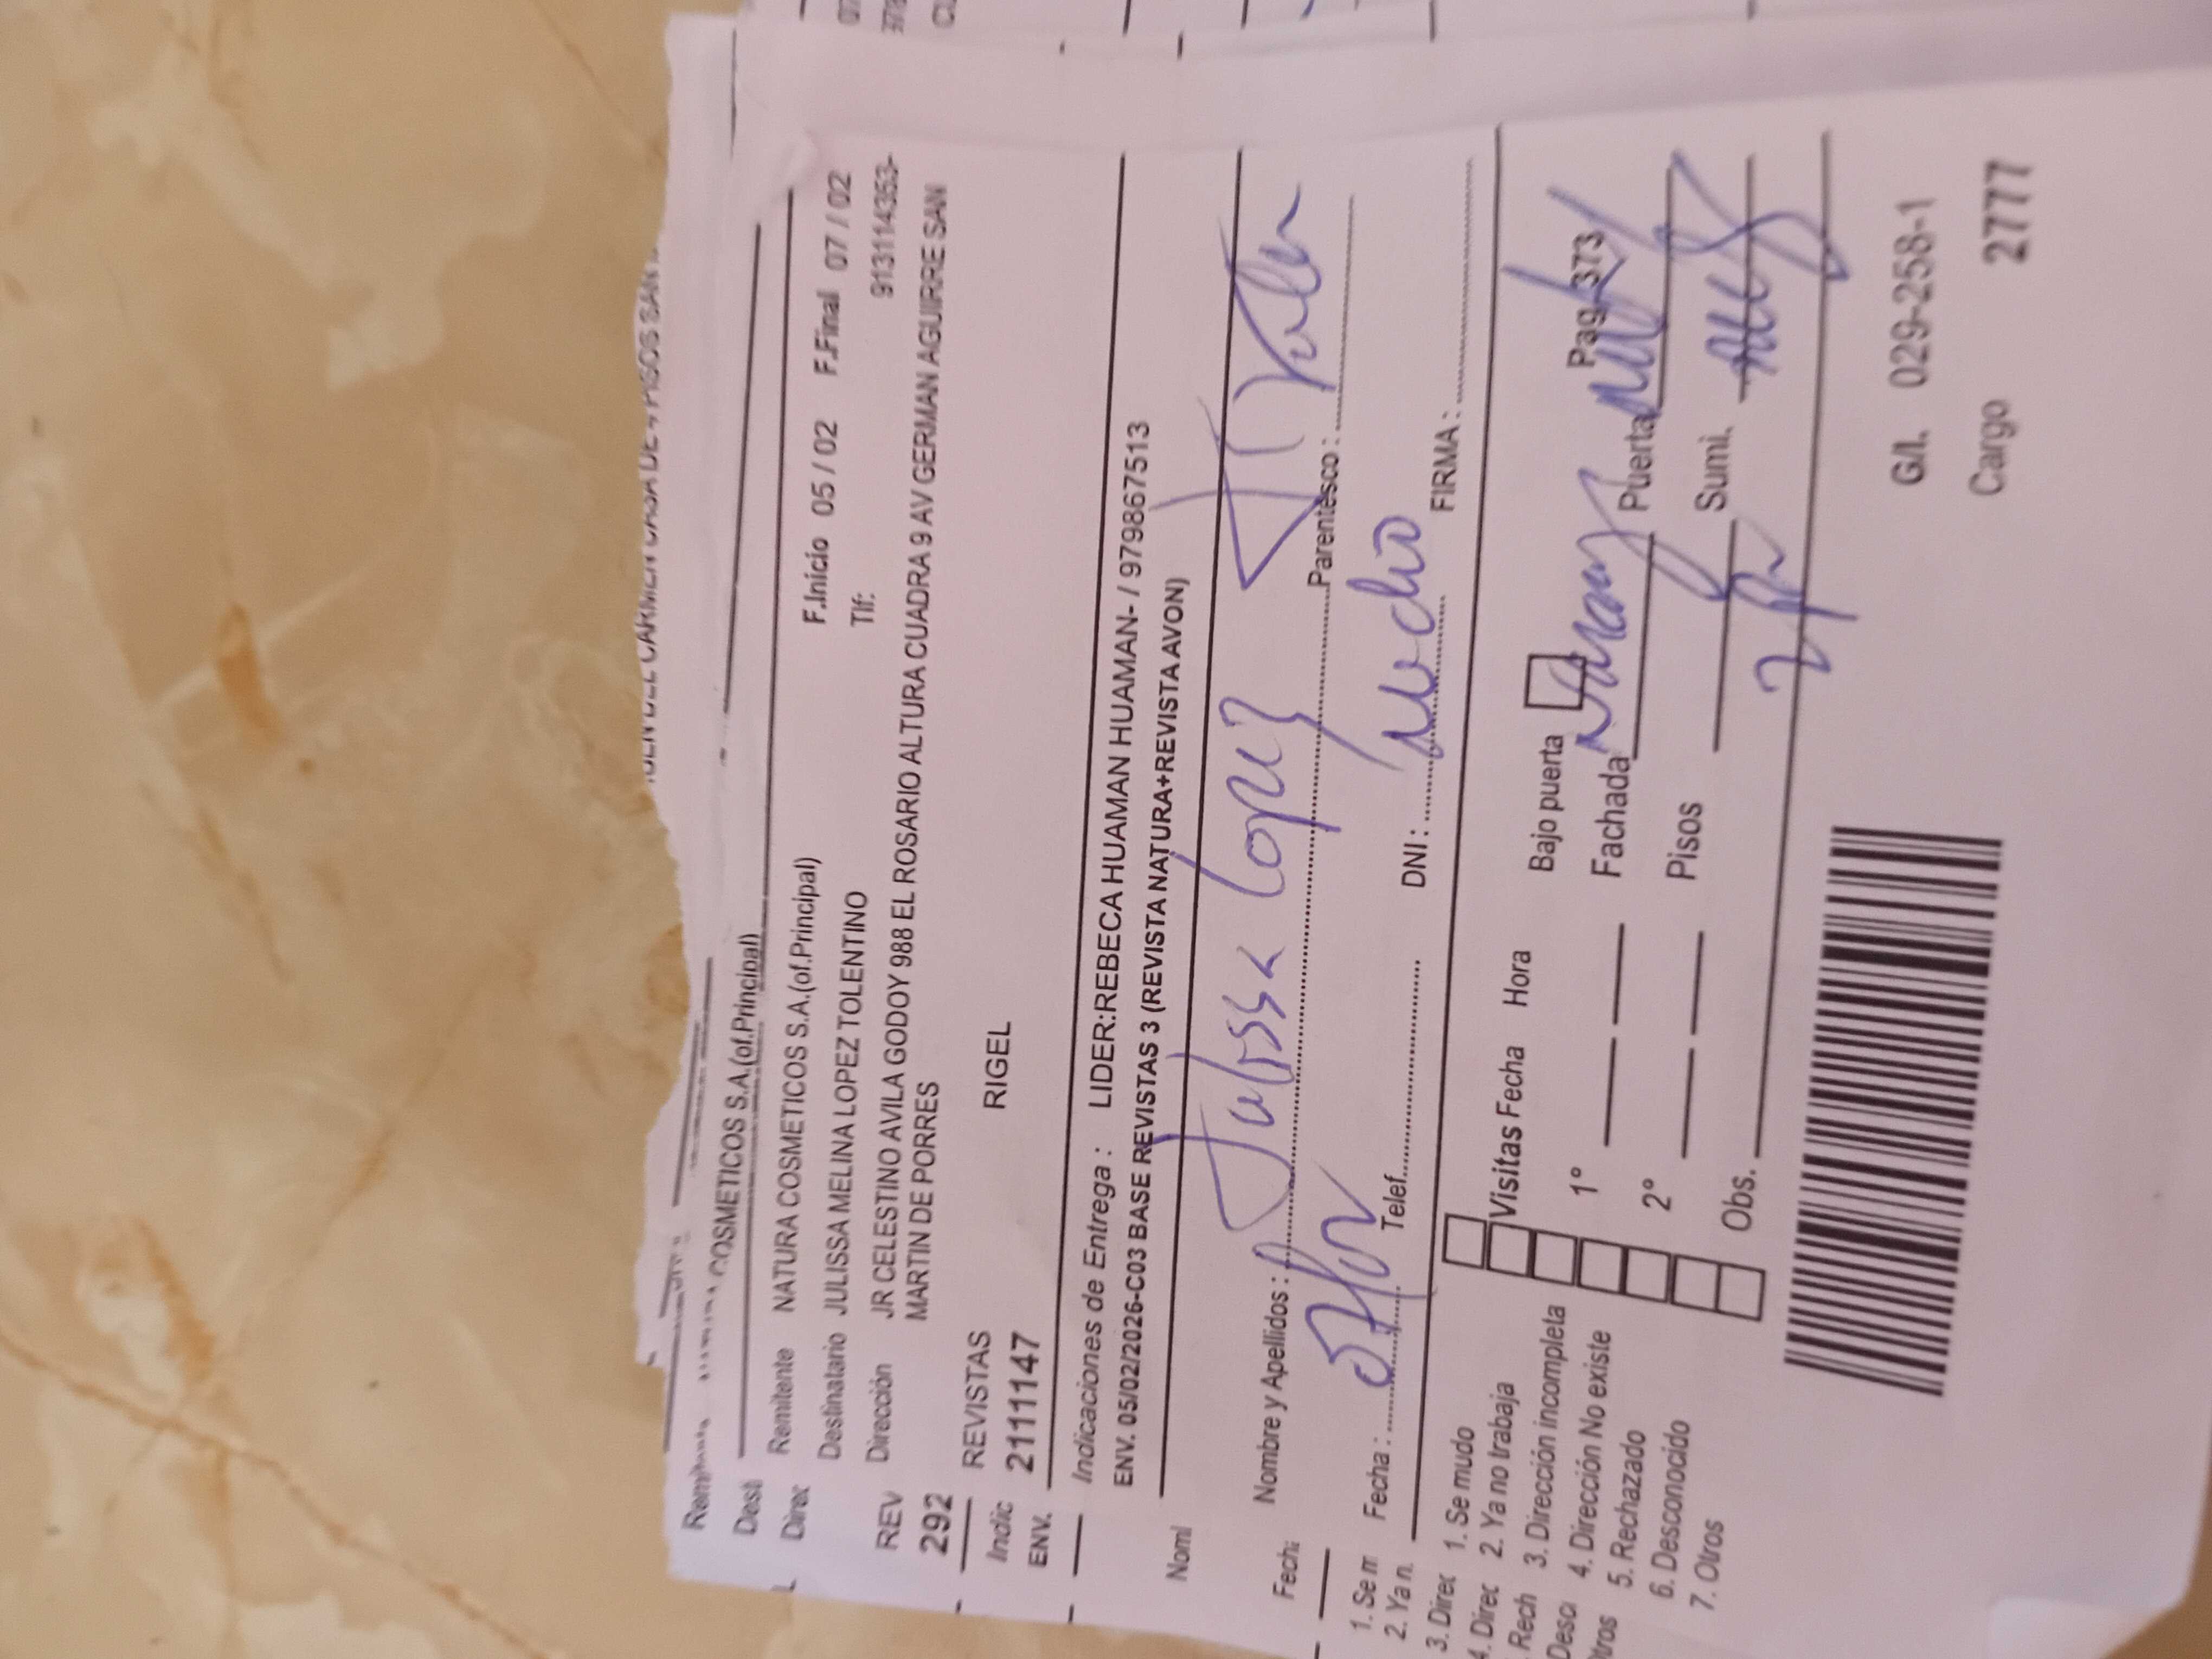 COSMETICOS S.A.(of.Principal)
Dest
Direc
REV
292
Indic
ENV.
Remitente NATURA COSMETICOS S.A.(of.Principal) F.Inicio 05 / 02 F.Final 07 / 02
Destinatario JULISSA MELINA LOPEZ TOLENTINO Tlf: 913114353-
Dirección JR CELESTINO AVILA GODOY 988 EL ROSARIO ALTURA CUADRA 9 AV GERMAN AGUIRRE SAN
MARTIN DE PORRES
REVISTAS RIGEL
2111147
Indicaciones de Entrega : LIDER:REBECA HUAMAN HUAMAN- / 979867513
ENV. 05/02/2026-C03 BASE REVISTAS 3 (REVISTA NATURA+REVISTA AVON)
Nombre y Apellidos : Julissa Lopez Parentesco :
Fecha : Telef. DNI : FIRMA :
1. Se mudo
2. Ya no trabaja
3. Dirección incompleta
4. Dirección No existe
5. Rechazado
6. Desconocido
7. Otros
Visitas Fecha Hora Bajo puerta Pag. 373
1° Fachada Puerta
2° Pisos Sumi.
Obs.
G/I. 029-258-1
Cargo 2777